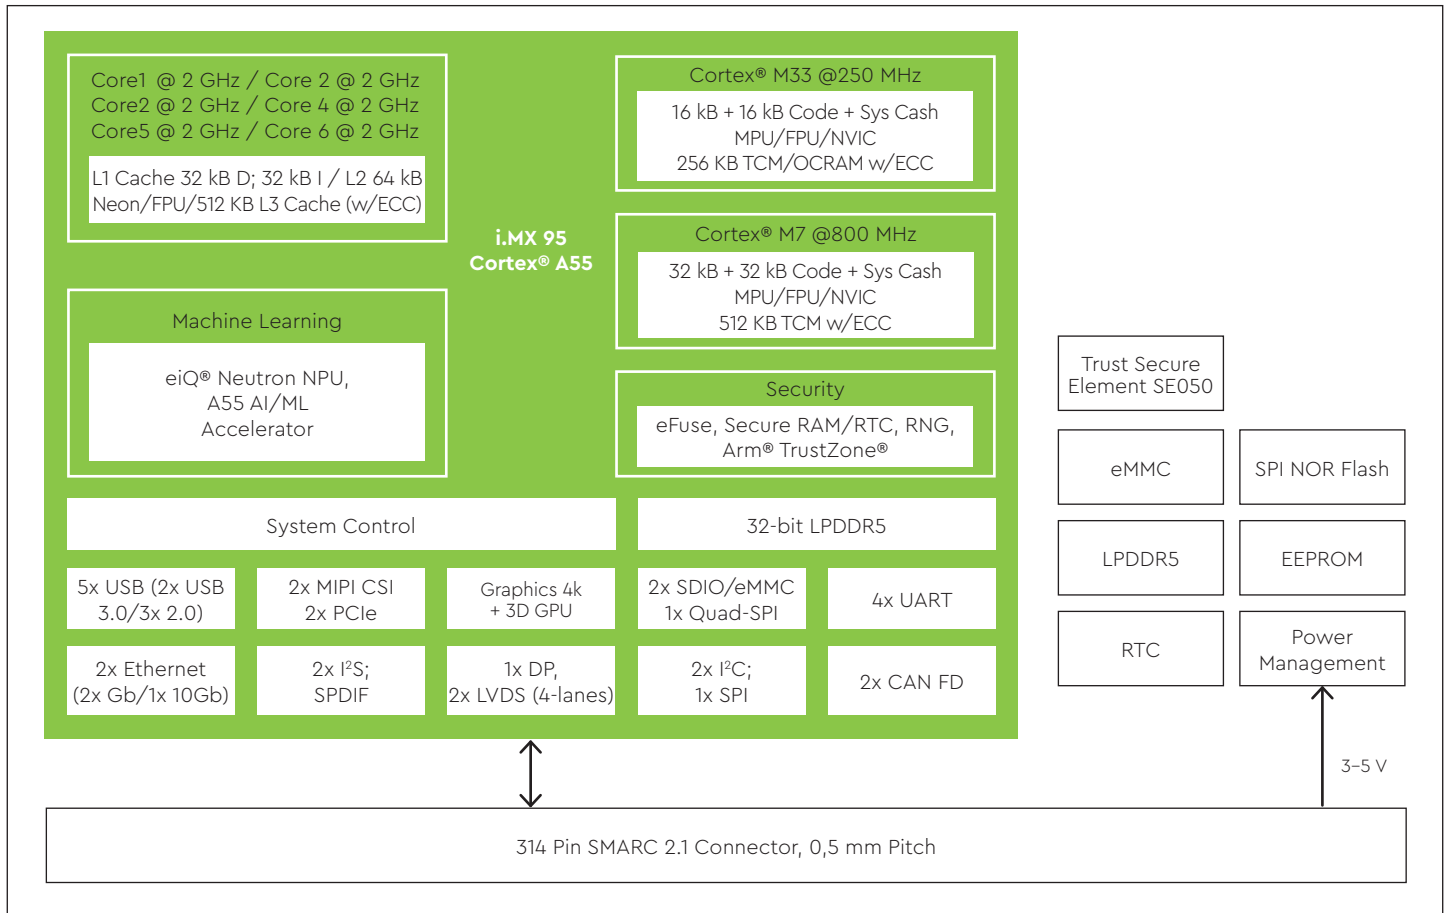 Core1 @ 2 GHz / Core 2 @ 2 GHz
Core2 @ 2 GHz / Core 4 @ 2 GHz
Core5 @ 2 GHz / Core 6 @ 2 GHz
L1 Cache 32 kB D; 32 kB I / L2 64 kB
Neon/FPU/512 KB L3 Cache (w/ECC)
i.MX 95
Cortex® A55
Cortex® M33 @250 MHz
16 kB + 16 kB Code + Sys Cash
MPU/FPU/NVIC
256 KB TCM/OCRAM w/ECC
Cortex® M7 @800 MHz
32 kB + 32 kB Code + Sys Cash
MPU/FPU/NVIC
512 KB TCM w/ECC
Machine Learning
eiQ® Neutron NPU,
A55 AI/ML
Accelerator
Security
eFuse, Secure RAM/RTC, RNG,
Arm® TrustZone®
System Control
32-bit LPDDR5
5x USB (2x USB
3.0/3x 2.0)
2x MIPI CSI
2x PCIe
Graphics 4k
+ 3D GPU
2x SDIO/eMMC
1x Quad-SPI
4x UART
2x Ethernet
(2x Gb/1x 10Gb)
2x I²S;
SPDIF
1x DP,
2x LVDS (4-lanes)
2x I²C;
1x SPI
2x CAN FD
Trust Secure
Element SE050
eMMC
SPI NOR Flash
LPDDR5
EEPROM
RTC
Power
Management
3–5 V
314 Pin SMARC 2.1 Connector, 0,5 mm Pitch